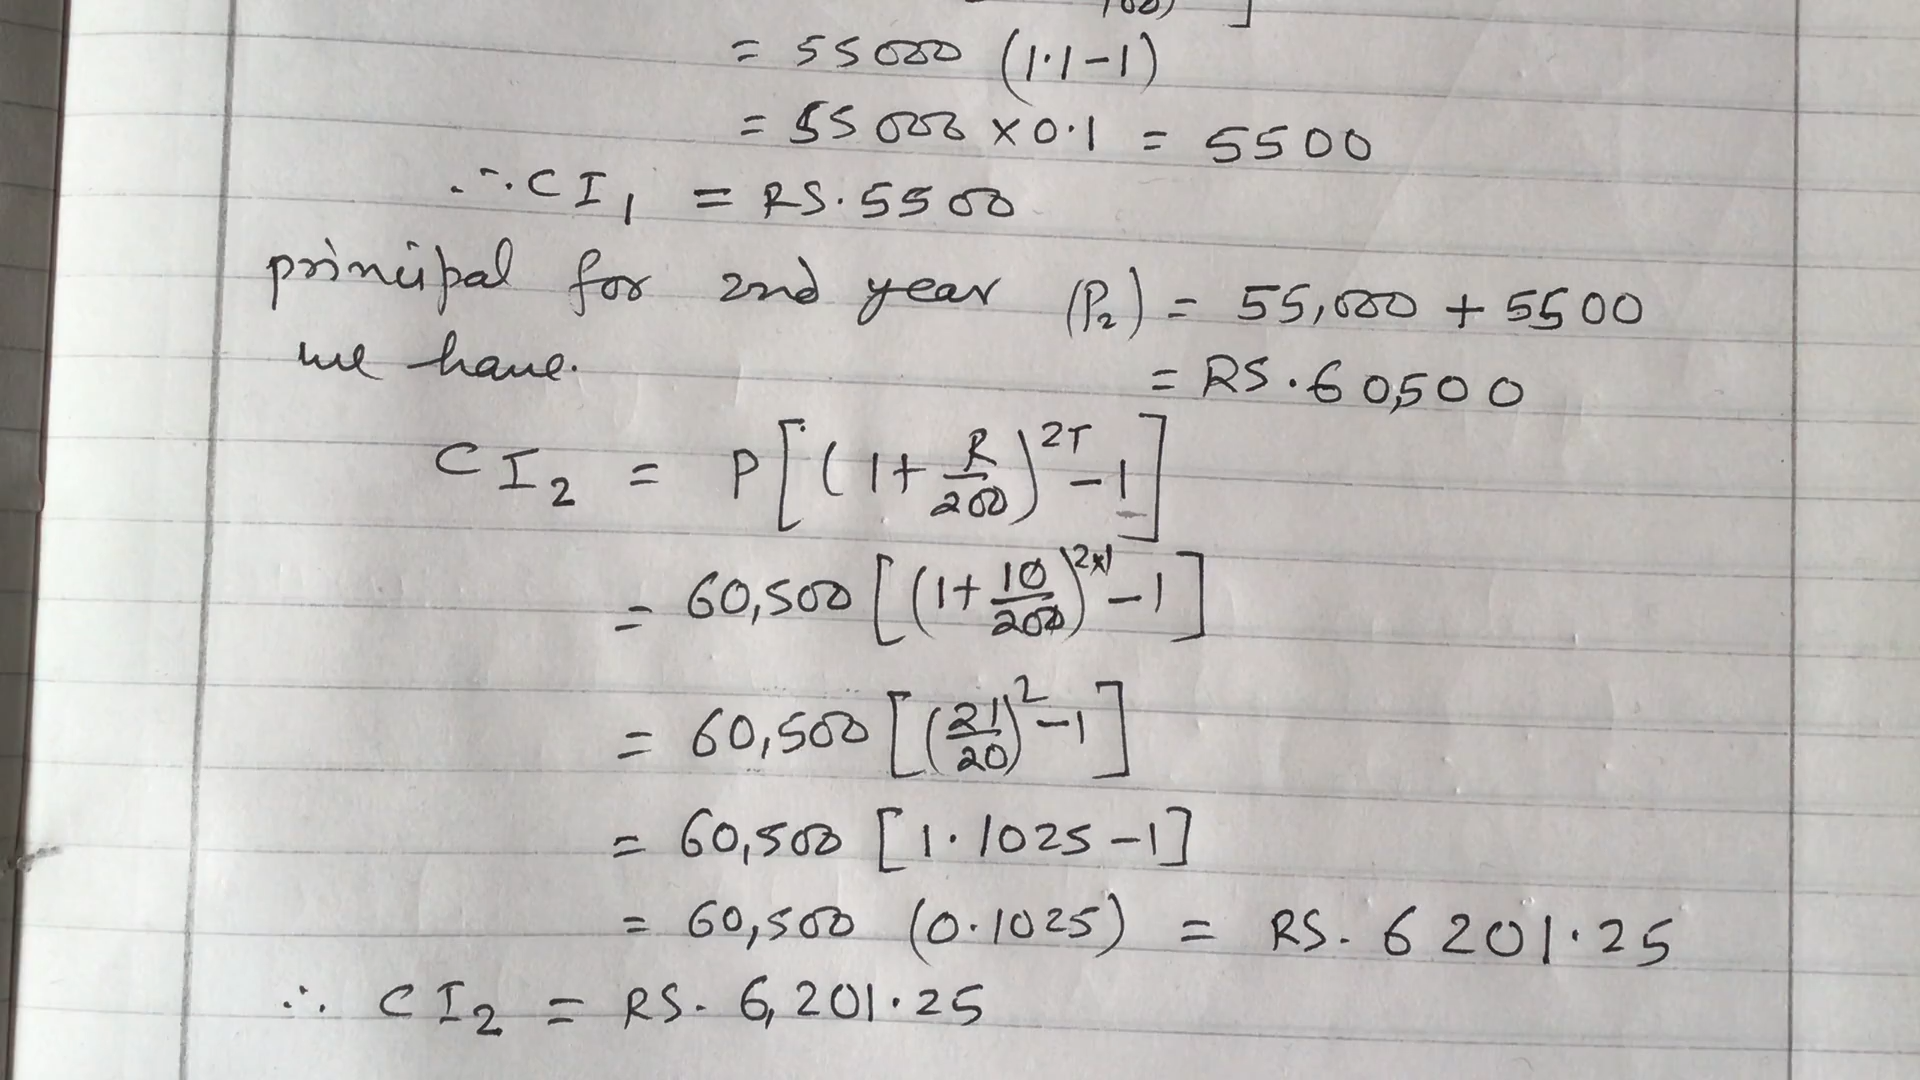 100) ]
= 55000 (1.1-1)
= 55000 x 0.1 = 5500
∴ CI₁ = RS. 5500
principal for 2nd year (P₂) = 55,000 + 5500
we have. = RS. 60,500
CI₂ = P[(1+R/200)^2T - 1]
= 60,500 [(1+10/200)^2x1 - 1]
= 60,500 [(21/20)^2 - 1]
= 60,500 [1.1025-1]
= 60,500 (0.1025) = RS. 6201.25
∴ CI₂ = RS. 6,201.25